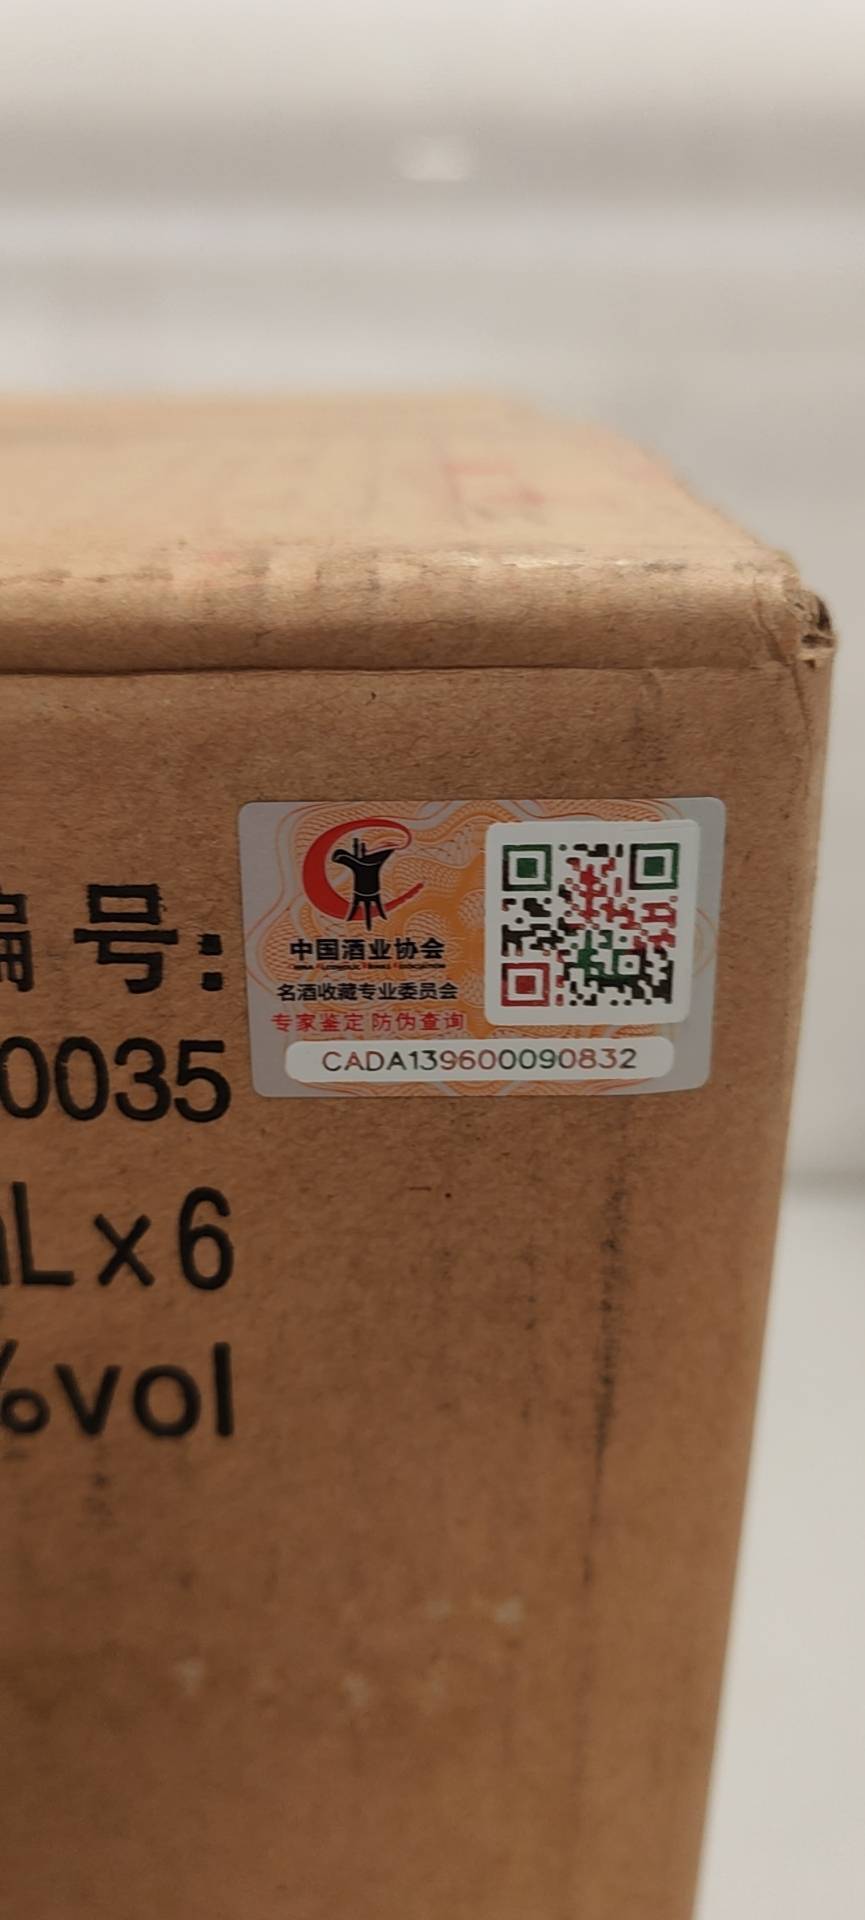 编号:
0035
mL×6
%vol
中国酒业协会
名酒收藏专业委员会
专家鉴定 防伪查询
CADA139600090832